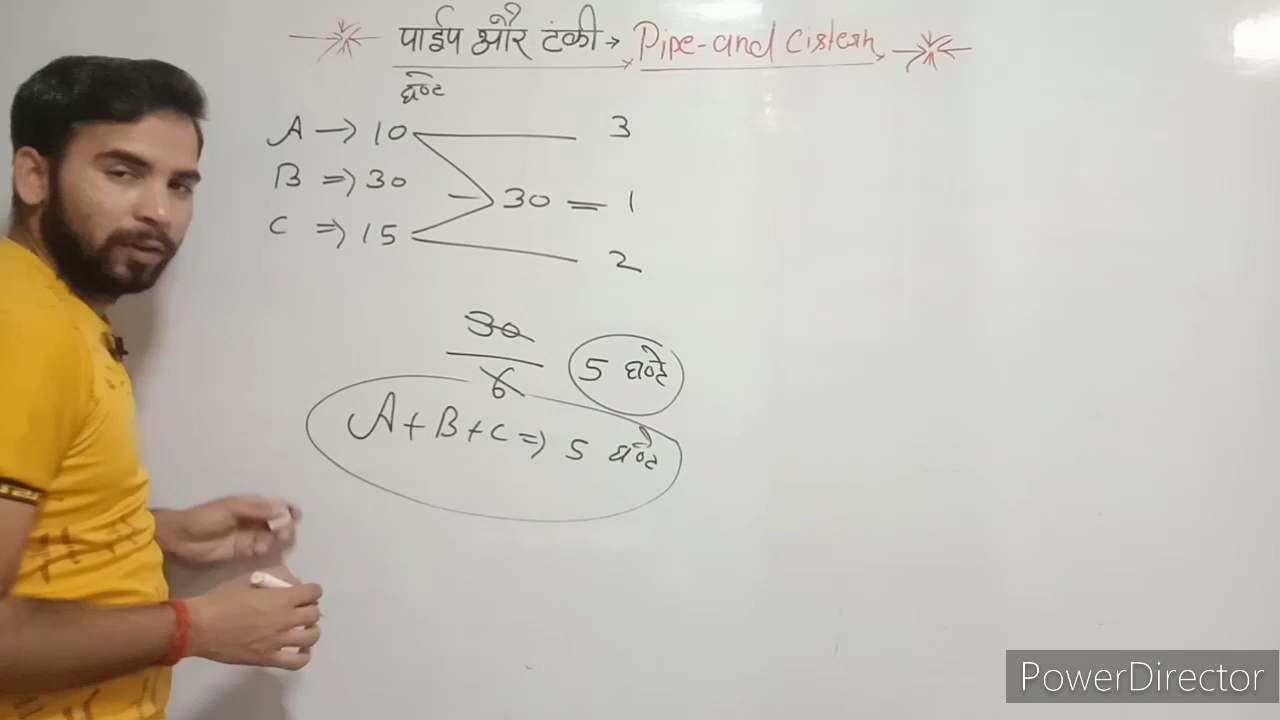 पाईप और टंकी → Pipe-and Cistern
घण्टे
A → 10 3
B ⇒ 30 30 = 1
C ⇒ 15 2
30
6
5 घण्टे
A+B+C ⇒ 5 घण्टे
PowerDirector